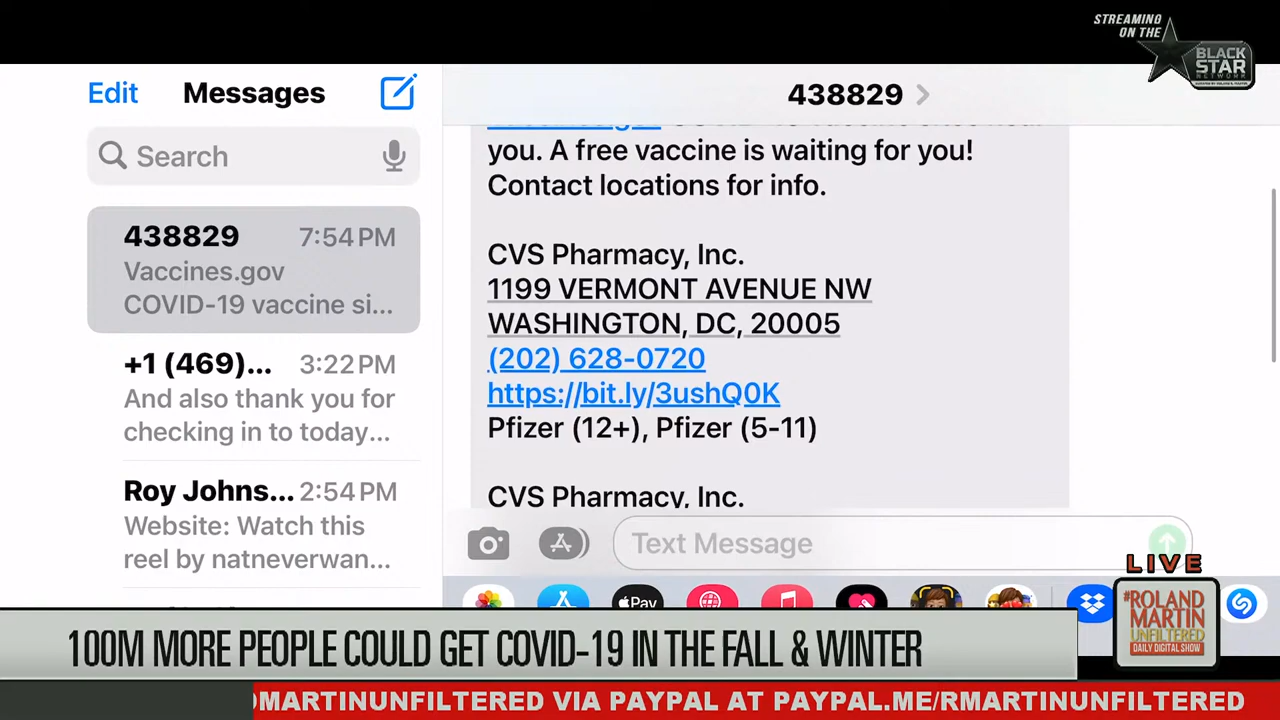 STREAMING
ON THE
BLACK
STAR
NETWORK
Edit
Messages
Search
438829
7:54 PM
Vaccines.gov
COVID-19 vaccine si...
+1 (469)...
3:22 PM
And also thank you for
checking in to today...
Roy Johns...
2:54 PM
Website: Watch this
reel by natneverwan...
438829
you. A free vaccine is waiting for you!
Contact locations for info.
CVS Pharmacy, Inc.
1199 VERMONT AVENUE NW
WASHINGTON, DC, 20005
(202) 628-0720
https://bit.ly/3ushQ0K
Pfizer (12+), Pfizer (5-11)
CVS Pharmacy, Inc.
Text Message
Pay
LIVE
#ROLAND
MARTIN
UNFILTERED
DAILY DIGITAL SHOW
100M MORE PEOPLE COULD GET COVID-19 IN THE FALL & WINTER
MARTINUNFILTERED VIA PAYPAL AT PAYPAL.ME/RMARTINUNFILTERED